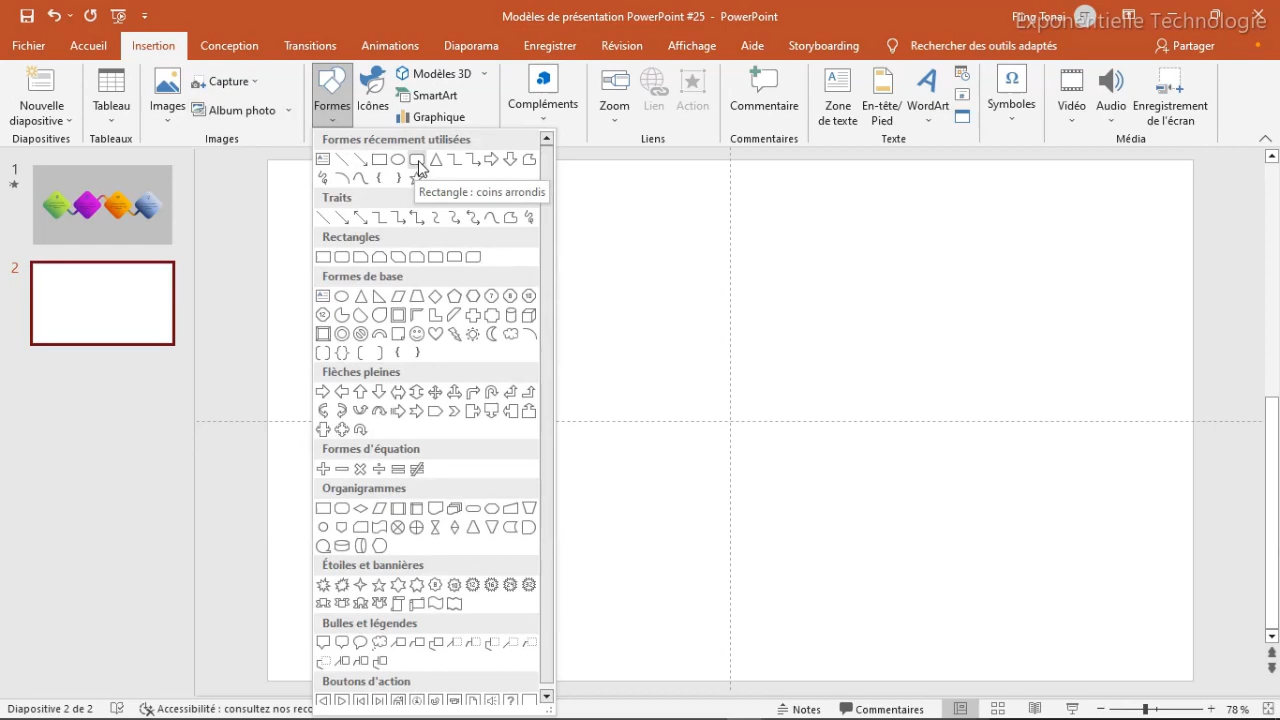 Modèles de présentation PowerPoint #25 - PowerPoint
Exponentielle Technologie
Fichier Accueil Insertion Conception Transitions Animations Diaporama Enregistrer Révision Affichage Aide Storyboarding Rechercher des outils adaptés Partager
Nouvelle diapositive
Tableau
Images
Capture
Album photo
Formes
Icônes
Modèles 3D
SmartArt
Graphique
Compléments
Zoom
Lien
Action
Commentaire
Zone de texte
En-tête/ Pied de page
WordArt
Symboles
Vidéo
Audio
Enregistrement de l'écran
Diapositives Tableaux Images Liens Commentaires Texte Média
Formes récemment utilisées
Rectangle : coins arrondis
Traits
Rectangles
Formes de base
Flèches pleines
Formes d'équation
Organigrammes
Étoiles et bannières
Bulles et légendes
Boutons d'action
1
2
Diapositive 2 de 2 Accessibilité : consultez nos Notes Commentaires 78 %